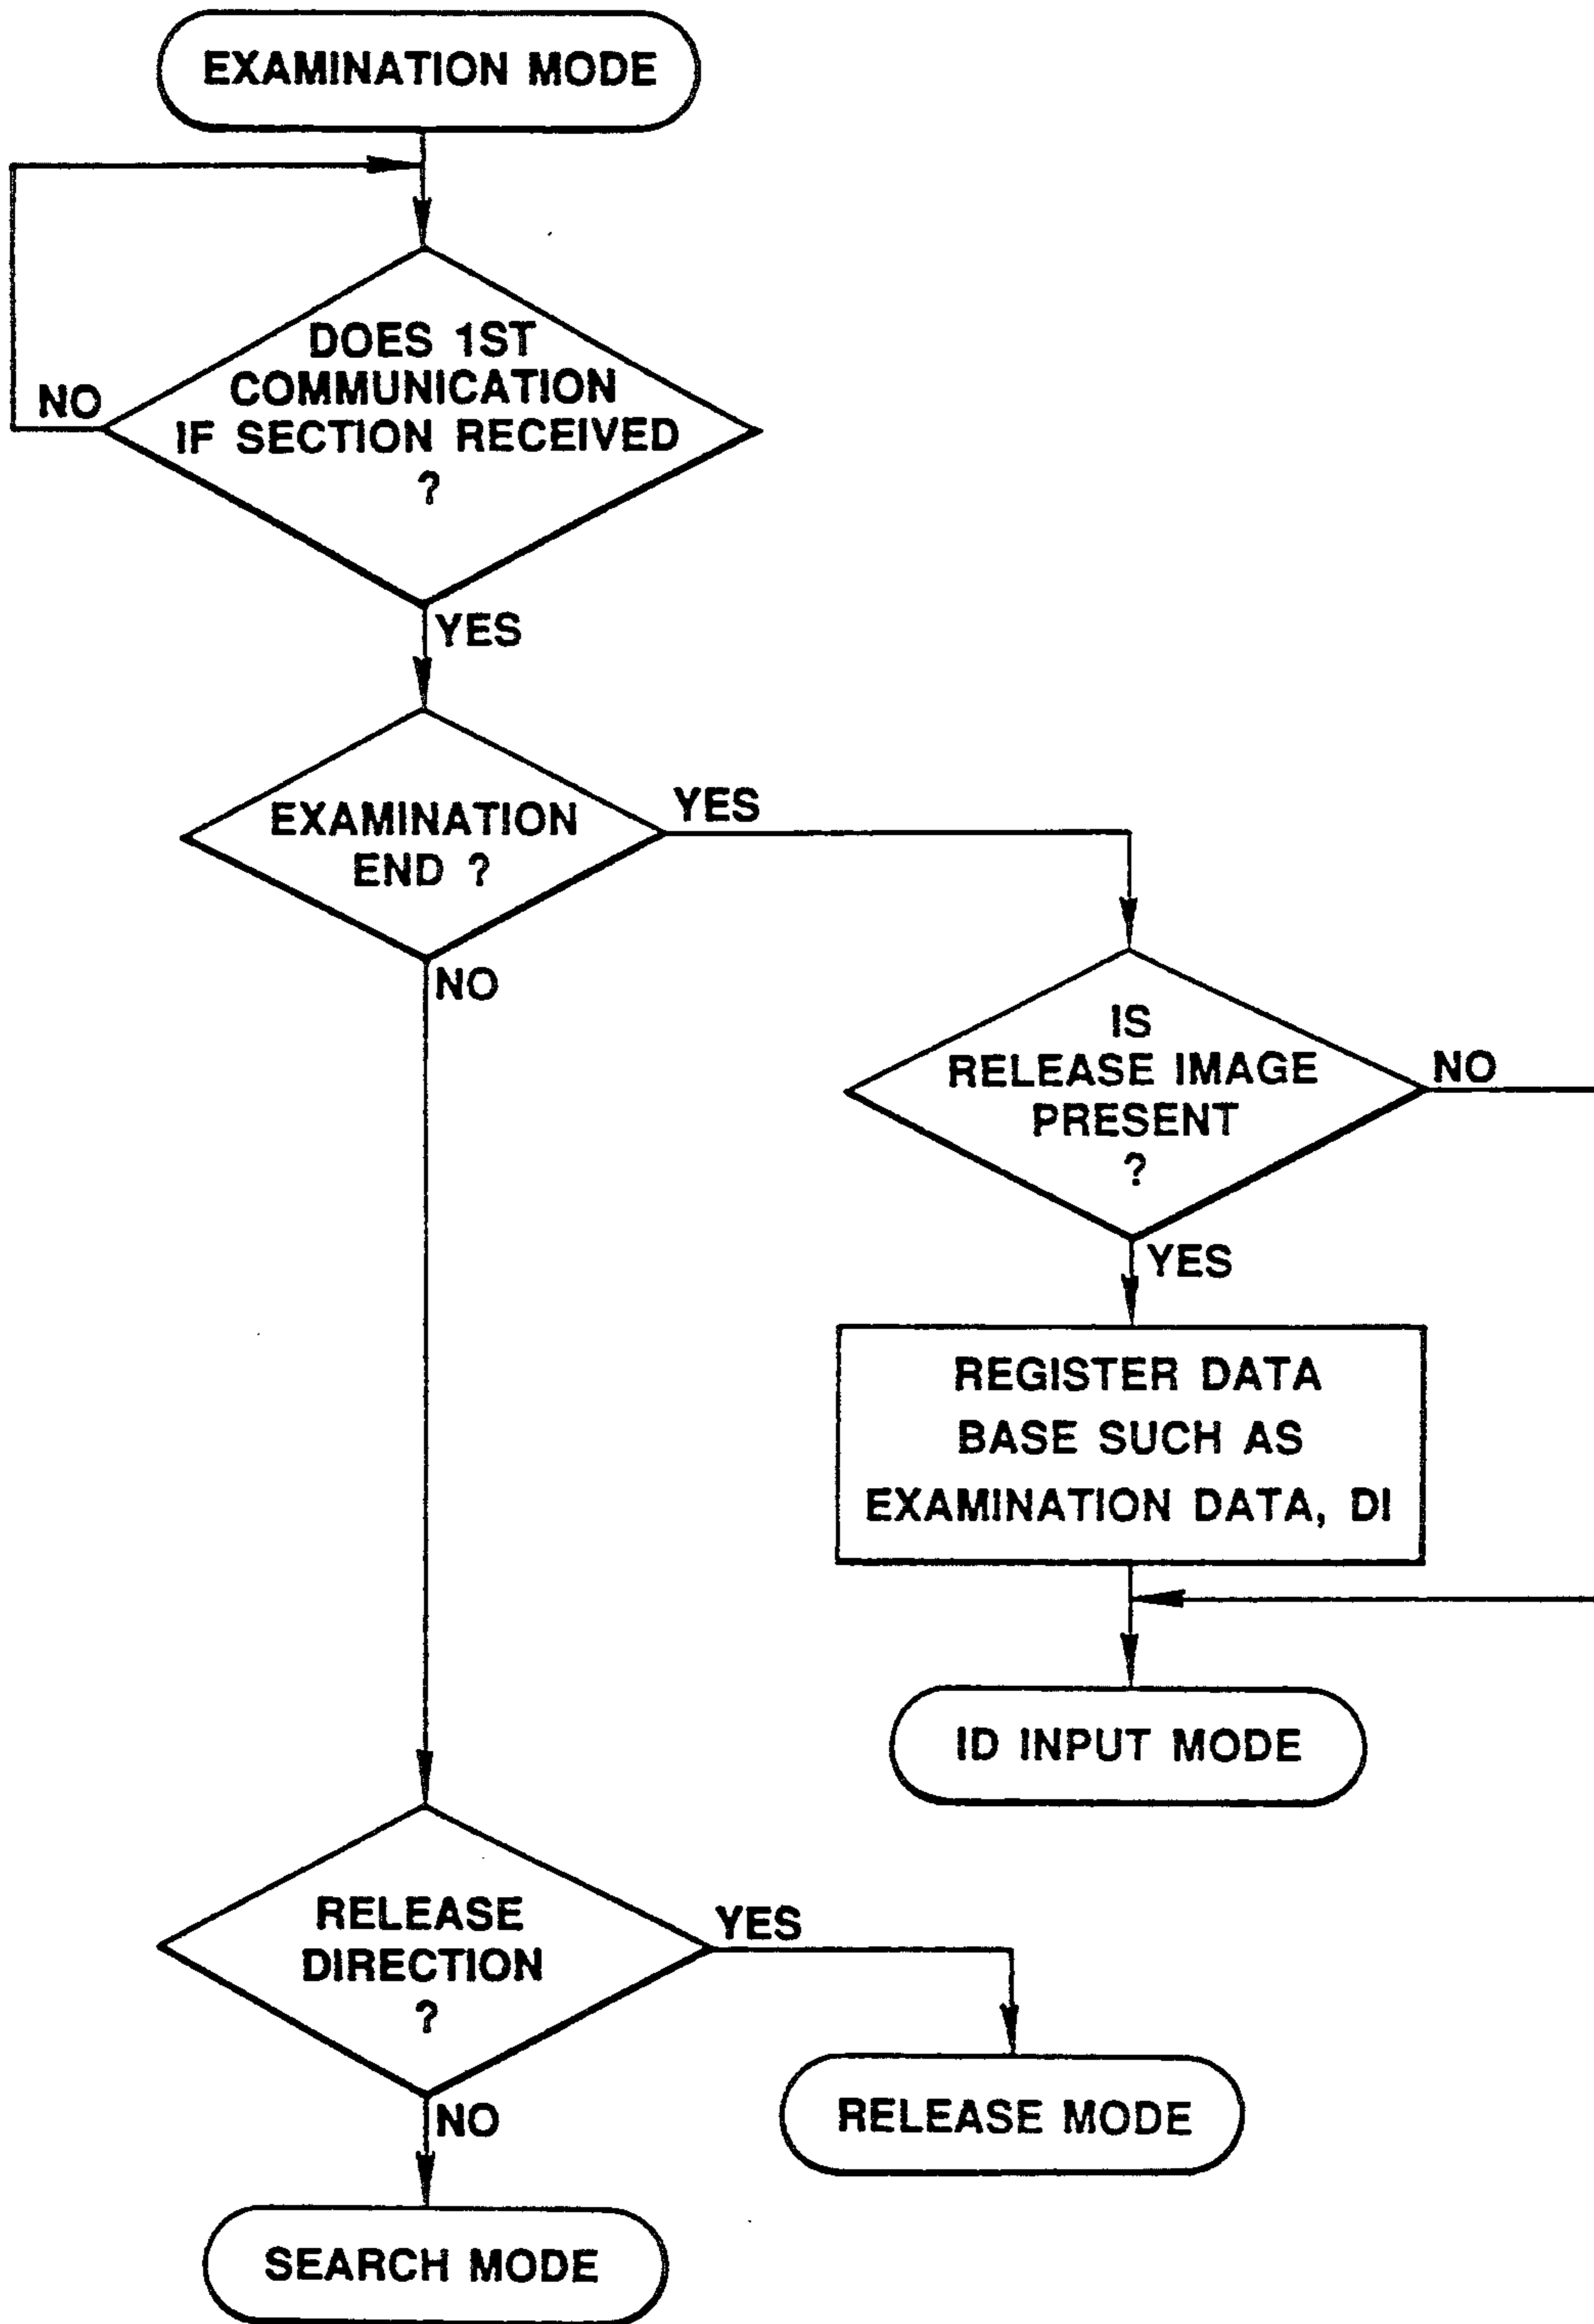 EXAMINATION MODE
DOES 1ST
COMMUNICATION
IF SECTION RECEIVED
?
NO
YES
EXAMINATION
END ?
YES
NO
IS
RELEASE IMAGE
PRESENT
?
NO
YES
REGISTER DATA
BASE SUCH AS
EXAMINATION DATA, DI
ID INPUT MODE
RELEASE
DIRECTION
?
YES
NO
RELEASE MODE
SEARCH MODE